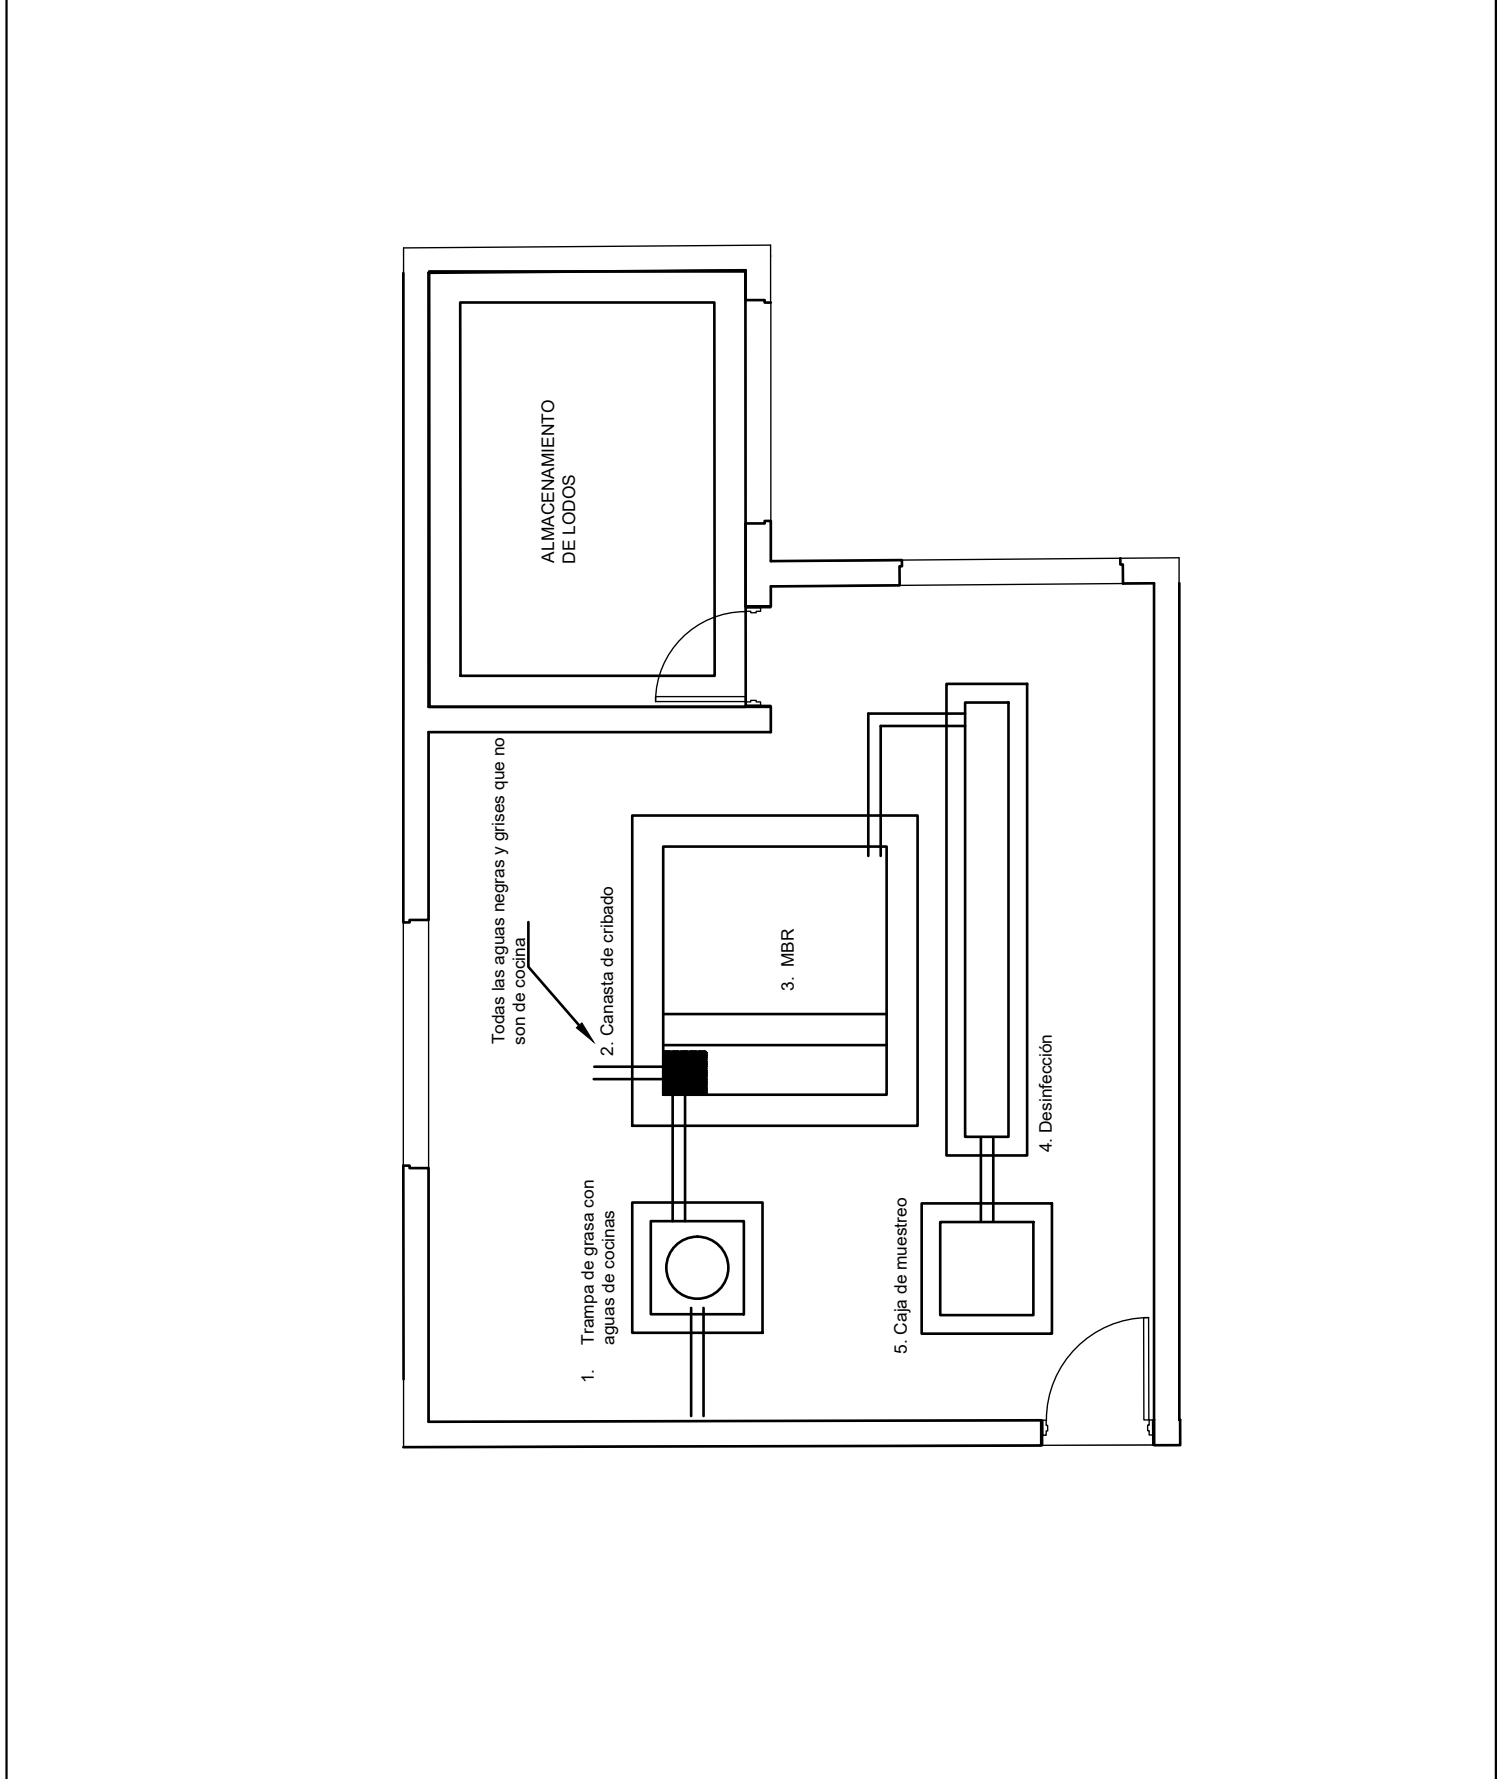 ALMACENAMIENTO
DE LODOS
Todas las aguas negras y grises que no
son de cocina
1. Trampa de grasa con
aguas de cocinas
2. Canasta de cribado
3. MBR
4. Desinfección
5. Caja de muestreo